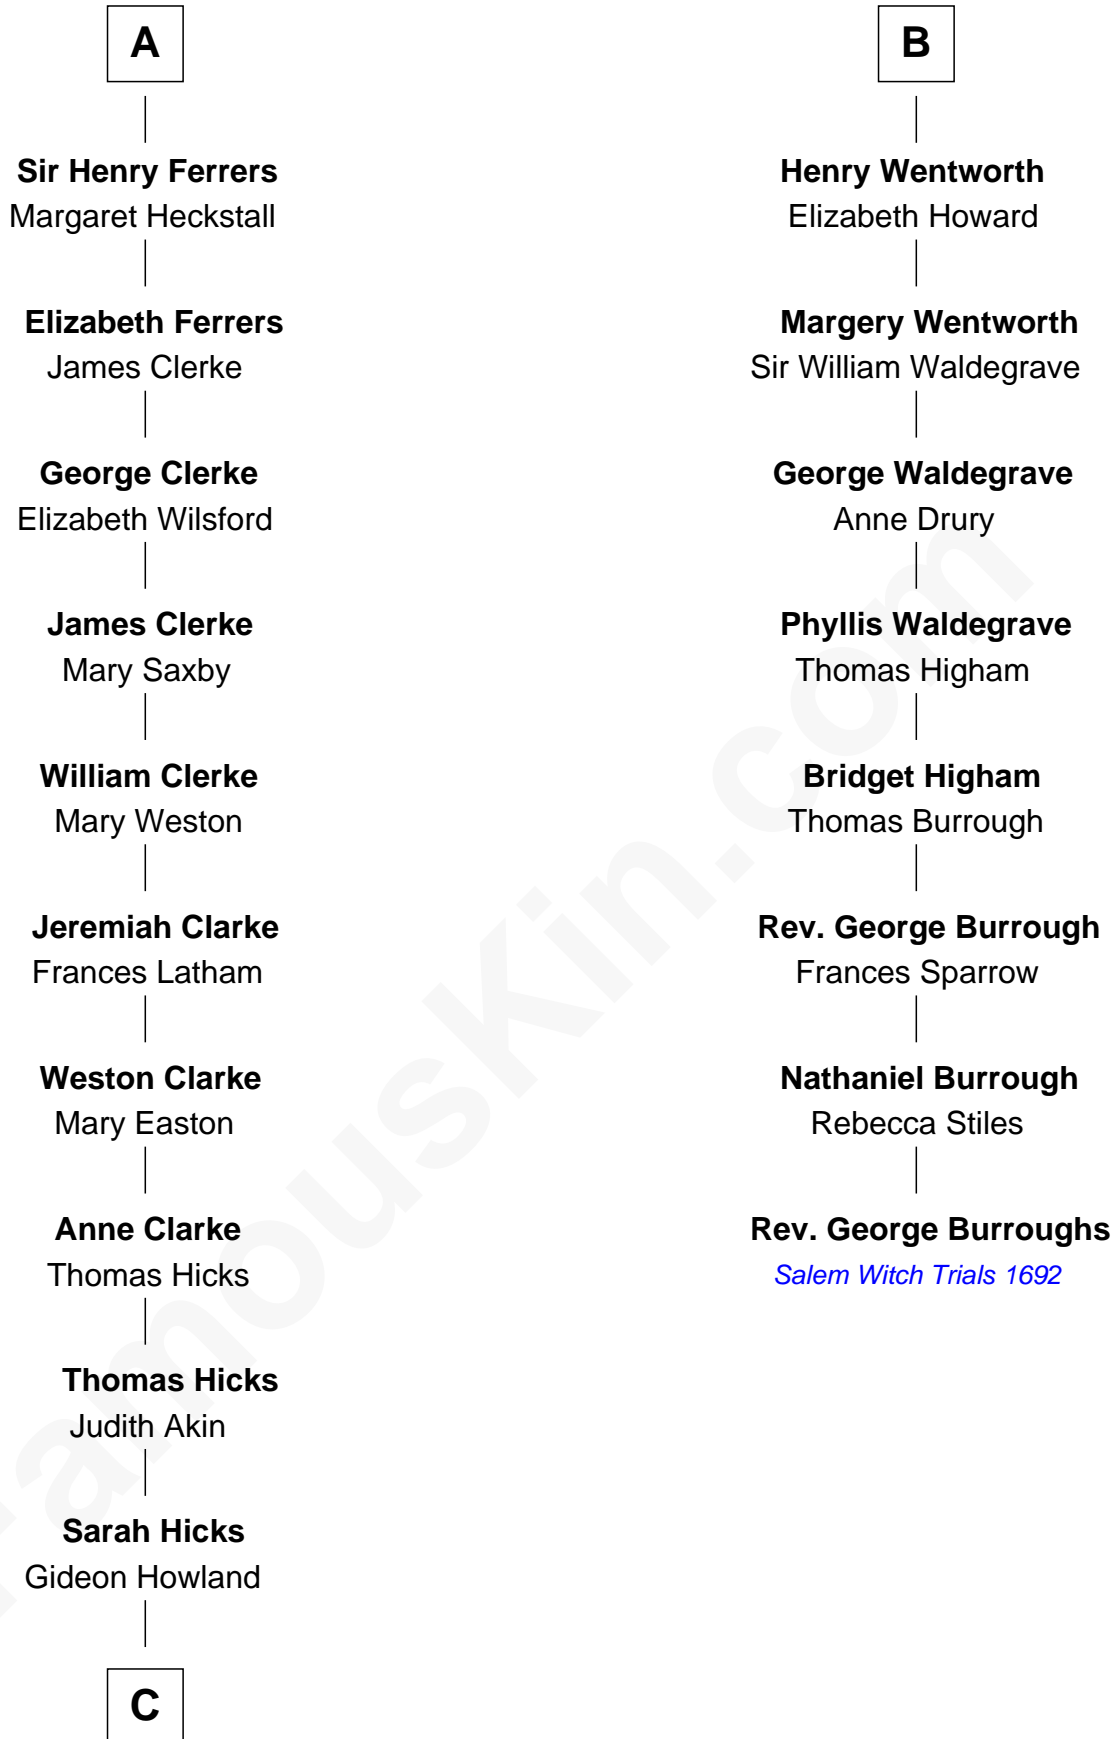 A
Sir Henry Ferrers
Margaret Heckstall
Elizabeth Ferrers
James Clerke
George Clerke
Elizabeth Wilsford
James Clerke
Mary Saxby
William Clerke
Mary Weston
Jeremiah Clarke
Frances Latham
Weston Clarke
Mary Easton
Anne Clarke
Thomas Hicks
Thomas Hicks
Judith Akin
Sarah Hicks
Gideon Howland
C
B
Henry Wentworth
Elizabeth Howard
Margery Wentworth
Sir William Waldegrave
George Waldegrave
Anne Drury
Phyllis Waldegrave
Thomas Higham
Bridget Higham
Thomas Burrough
Rev. George Burrough
Frances Sparrow
Nathaniel Burrough
Rebecca Stiles
Rev. George Burroughs
Salem Witch Trials 1692
FamousKin.com